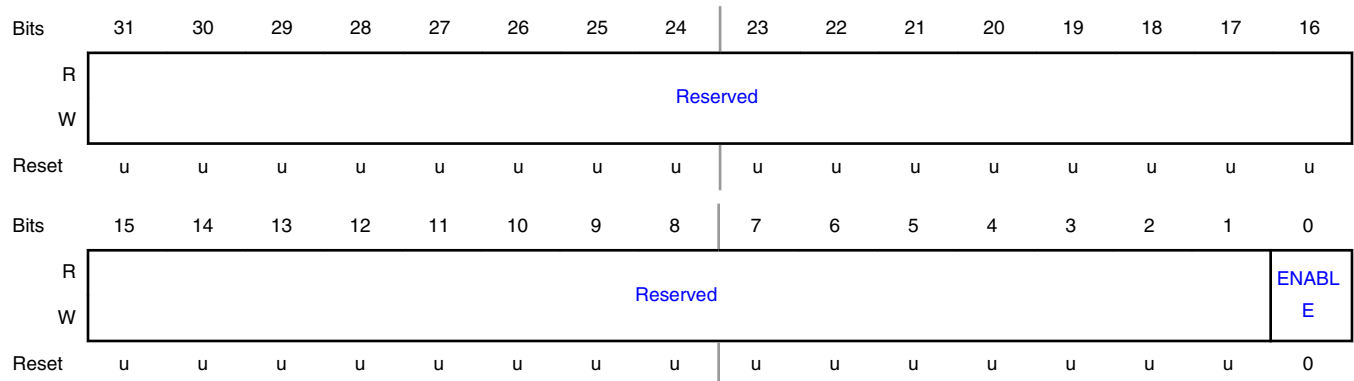 Bits 31 30 29 28 27 26 25 24 23 22 21 20 19 18 17 16
R
Reserved
W
Reset u u u u u u u u u u u u u u u u
Bits 15 14 13 12 11 10 9 8 7 6 5 4 3 2 1 0
R
Reserved
ENABL
E
W
Reset u u u u u u u u u u u u u u u 0